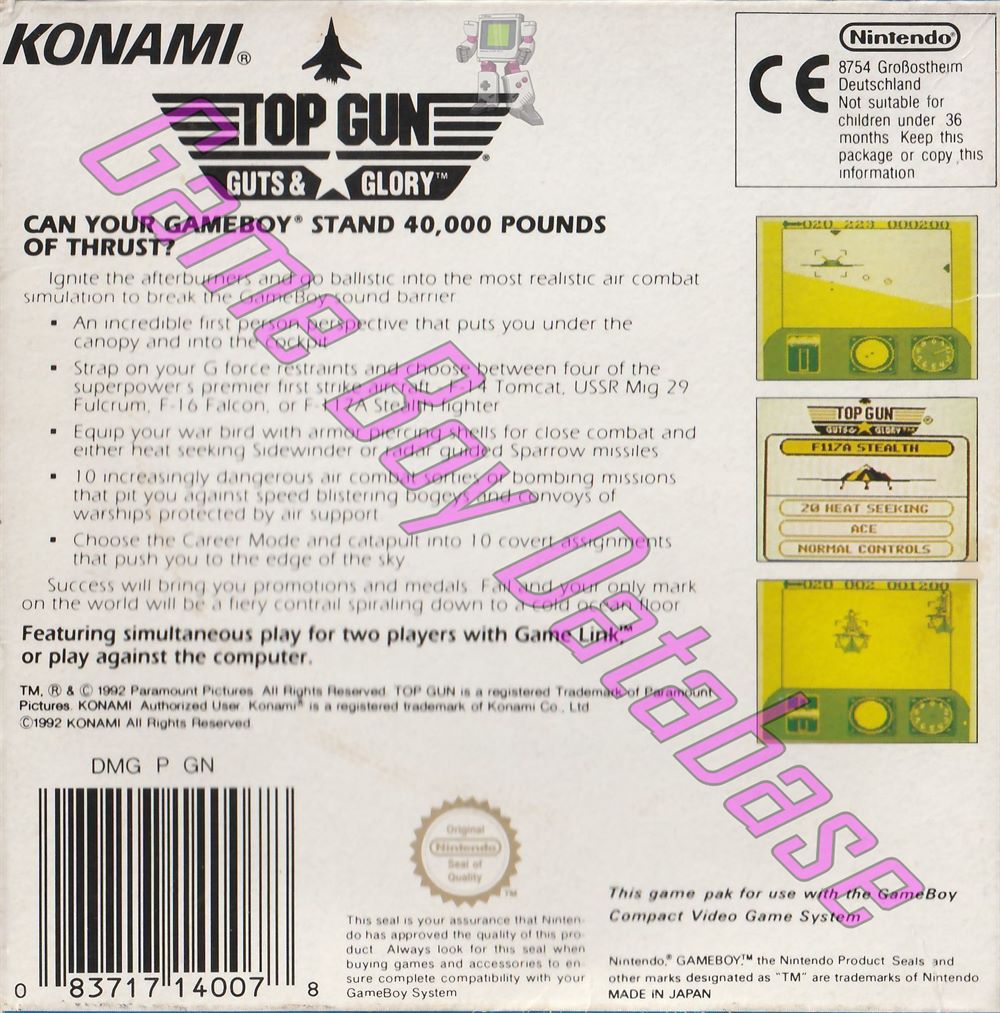 KONAMI®
TOP GUN®
GUTS & GLORY™
Nintendo®
CE
8754 Großostheim
Deutschland
Not suitable for
children under 36
months Keep this
package or copy this
information
CAN YOUR GAMEBOY® STAND 40,000 POUNDS
OF THRUST?
Ignite the afterburners and go ballistic into the most realistic air combat
simulation to break the GameBoy sound barrier
▪ An incredible first person perspective that puts you under the
canopy and into the cockpit
▪ Strap on your G force restraints and choose between four of the
superpower s premier first strike aircraft F-14 Tomcat, USSR Mig 29
Fulcrum, F-16 Falcon, or F-117A Stealth fighter
▪ Equip your war bird with armor piercing shells for close combat and
either heat seeking Sidewinder or radar guided Sparrow missiles
▪ 10 increasingly dangerous air combat sorties or bombing missions
that pit you against speed blistering bogeys and convoys of
warships protected by air support
▪ Choose the Career Mode and catapult into 10 covert assignments
that push you to the edge of the sky
Success will bring you promotions and medals Fail and your only mark
on the world will be a fiery contrail spiraling down to a cold ocean floor
Featuring simultaneous play for two players with Game Link,™
or play against the computer.
TM, ® & © 1992 Paramount Pictures All Rights Reserved TOP GUN is a registered Trademark of Paramount
Pictures. KONAMI Authorized User Konami® is a registered trademark of Konami Co , Ltd
©1992 KONAMI All Rights Reserved
020 229 000200
TOP GUN®
GUTS & GLORY™
F117A STEALTH
20 HEAT SEEKING
ACE
NORMAL CONTROLS
020 002 001200
DMG P GN
0 83717 14007 8
Original
Nintendo
Seal of
Quality
TM
This seal is your assurance that Ninten-
do has approved the quality of this pro-
duct Always look for this seal when
buying games and accessories to en-
sure complete compatibility with your
GameBoy System
This game pak for use with the GameBoy
Compact Video Game System
Nintendo,® GAMEBOY,™ the Nintendo Product Seals and
other marks designated as "TM" are trademarks of Nintendo
MADE IN JAPAN
Game Boy Database